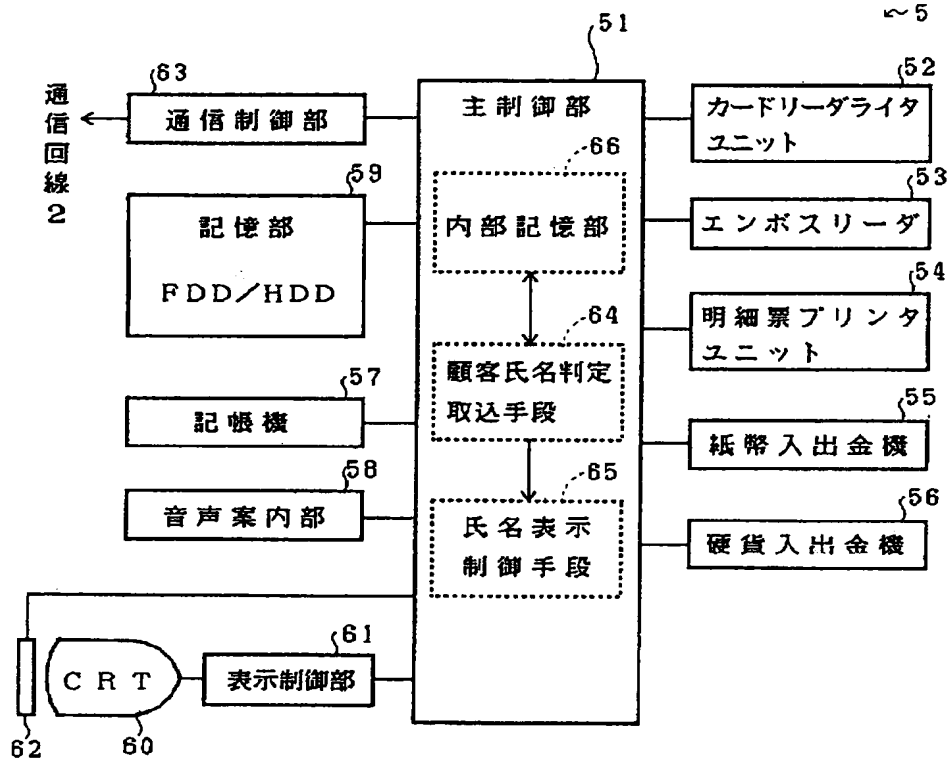 5
51
63
通信回線2
通信制御部
主制御部
52
カードリーダライタ
ユニット
66
内部記憶部
59
記憶部
FDD/HDD
53
エンボスリーダ
54
明細票プリンタ
ユニット
64
顧客氏名判定
取込手段
57
記帳機
55
紙幣入出金機
58
音声案内部
65
氏名表示
制御手段
56
硬貨入出金機
61
表示制御部
CRT
62
60